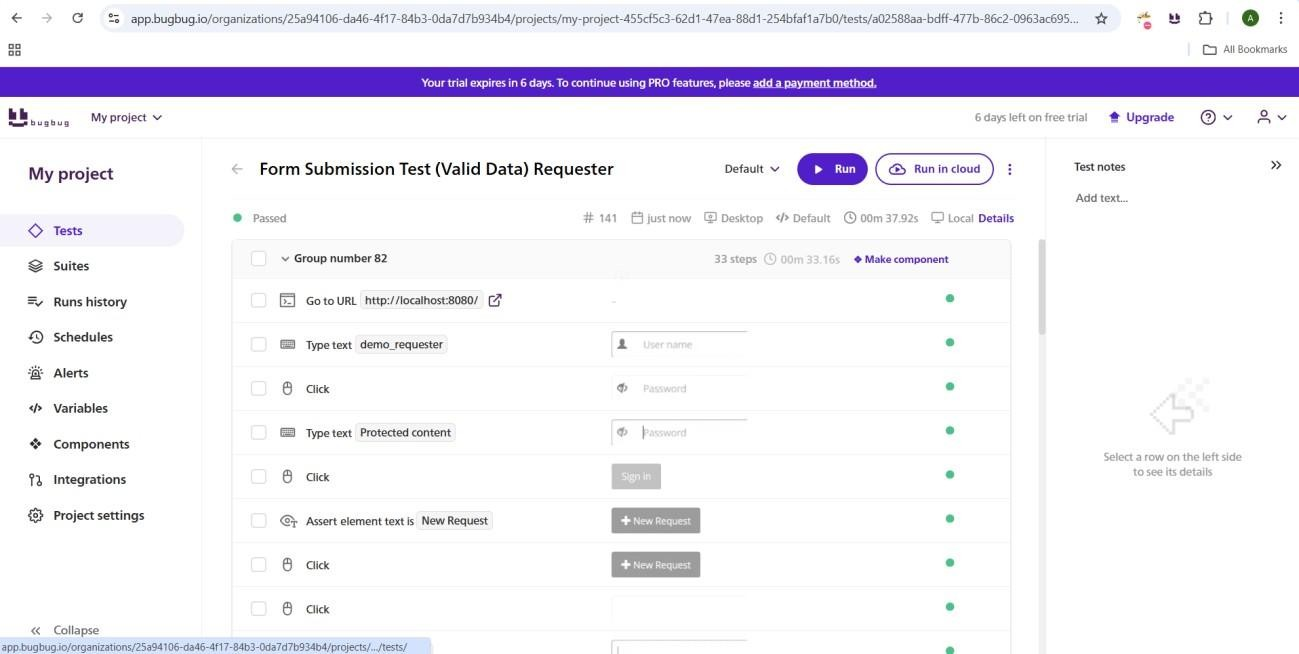 app.bugbug.io/organizations/25a94106-da46-4f17-84b3-0da7d7b934b4/projects/my-project-455cf5c3-62d1-47ea-88d1-254bfaf1a7b0/tests/a02588aa-bdff-477b-86c2-0963ac695...
A
All Bookmarks
Your trial expires in 6 days. To continue using PRO features, please add a payment method.
bugbug
My project
6 days left on free trial
Upgrade
My project
Form Submission Test (Valid Data) Requester
Default
Run
Run in cloud
Test notes
Add text...
Passed
# 141
just now
Desktop
Default
00m 37.92s
Local
Details
Tests
Suites
Runs history
Schedules
Alerts
Variables
Components
Integrations
Project settings
Group number 82
33 steps
00m 33.16s
Make component
Go to URL http://localhost:8080/
-
Type text demo_requester
User name
Click
Password
Type text Protected content
Password
Click
Sign in
Assert element text is New Request
New Request
Click
New Request
Click
Select a row on the left side
to see its details
Collapse
app.bugbug.io/organizations/25a94106-da46-4f17-84b3-0da7d7b934b4/projects/.../tests/